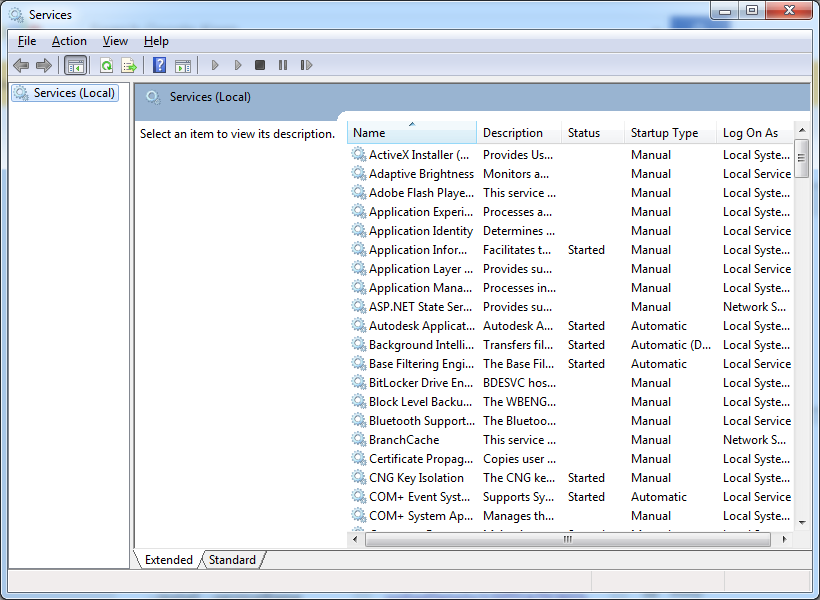 Services
File Action View Help
Services (Local)
Services (Local)
Select an item to view its description.
Name Description Status Startup Type Log On As
ActiveX Installer (... Provides Us... Manual Local Syste...
Adaptive Brightness Monitors a... Manual Local Service
Adobe Flash Playe... This service ... Manual Local Syste...
Application Experi... Processes a... Manual Local Syste...
Application Identity Determines ... Manual Local Service
Application Infor... Facilitates t... Started Manual Local Syste...
Application Layer ... Provides su... Manual Local Service
Application Mana... Processes in... Manual Local Syste...
ASP.NET State Ser... Provides su... Manual Network S...
Autodesk Applicat... Autodesk A... Started Automatic Local Syste...
Background Intelli... Transfers fil... Started Automatic (D... Local Syste...
Base Filtering Engi... The Base Fil... Started Automatic Local Service
BitLocker Drive En... BDESVC hos... Manual Local Syste...
Block Level Backu... The WBENG... Manual Local Syste...
Bluetooth Support... The Bluetoo... Manual Local Service
BranchCache This service ... Manual Network S...
Certificate Propag... Copies user ... Manual Local Syste...
CNG Key Isolation The CNG ke... Started Manual Local Syste...
COM+ Event Syst... Supports Sy... Started Automatic Local Service
COM+ System Ap... Manages th... Manual Local Syste...
Extended Standard